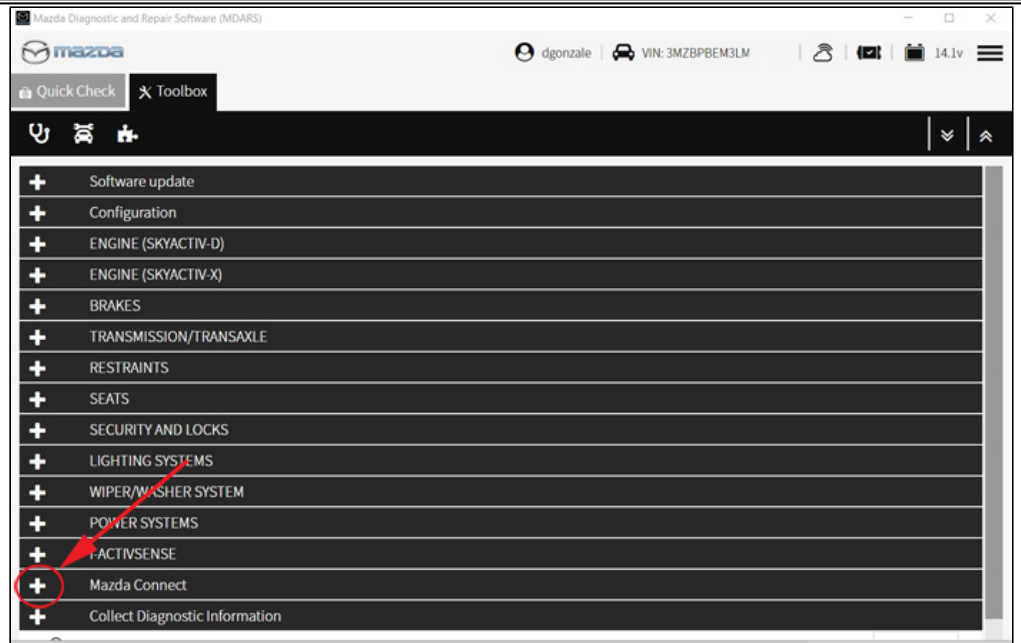 Mazda Diagnostic and Repair Software (MDARS)
mazda
dgonzale
VIN: 3MZBPBEM3LM
14.1v
Quick Check
Toolbox
Software update
Configuration
ENGINE (SKYACTIV-D)
ENGINE (SKYACTIV-X)
BRAKES
TRANSMISSION/TRANSAXLE
RESTRAINTS
SEATS
SECURITY AND LOCKS
LIGHTING SYSTEMS
WIPER/WASHER SYSTEM
POWER SYSTEMS
i-ACTIVSENSE
Mazda Connect
Collect Diagnostic Information